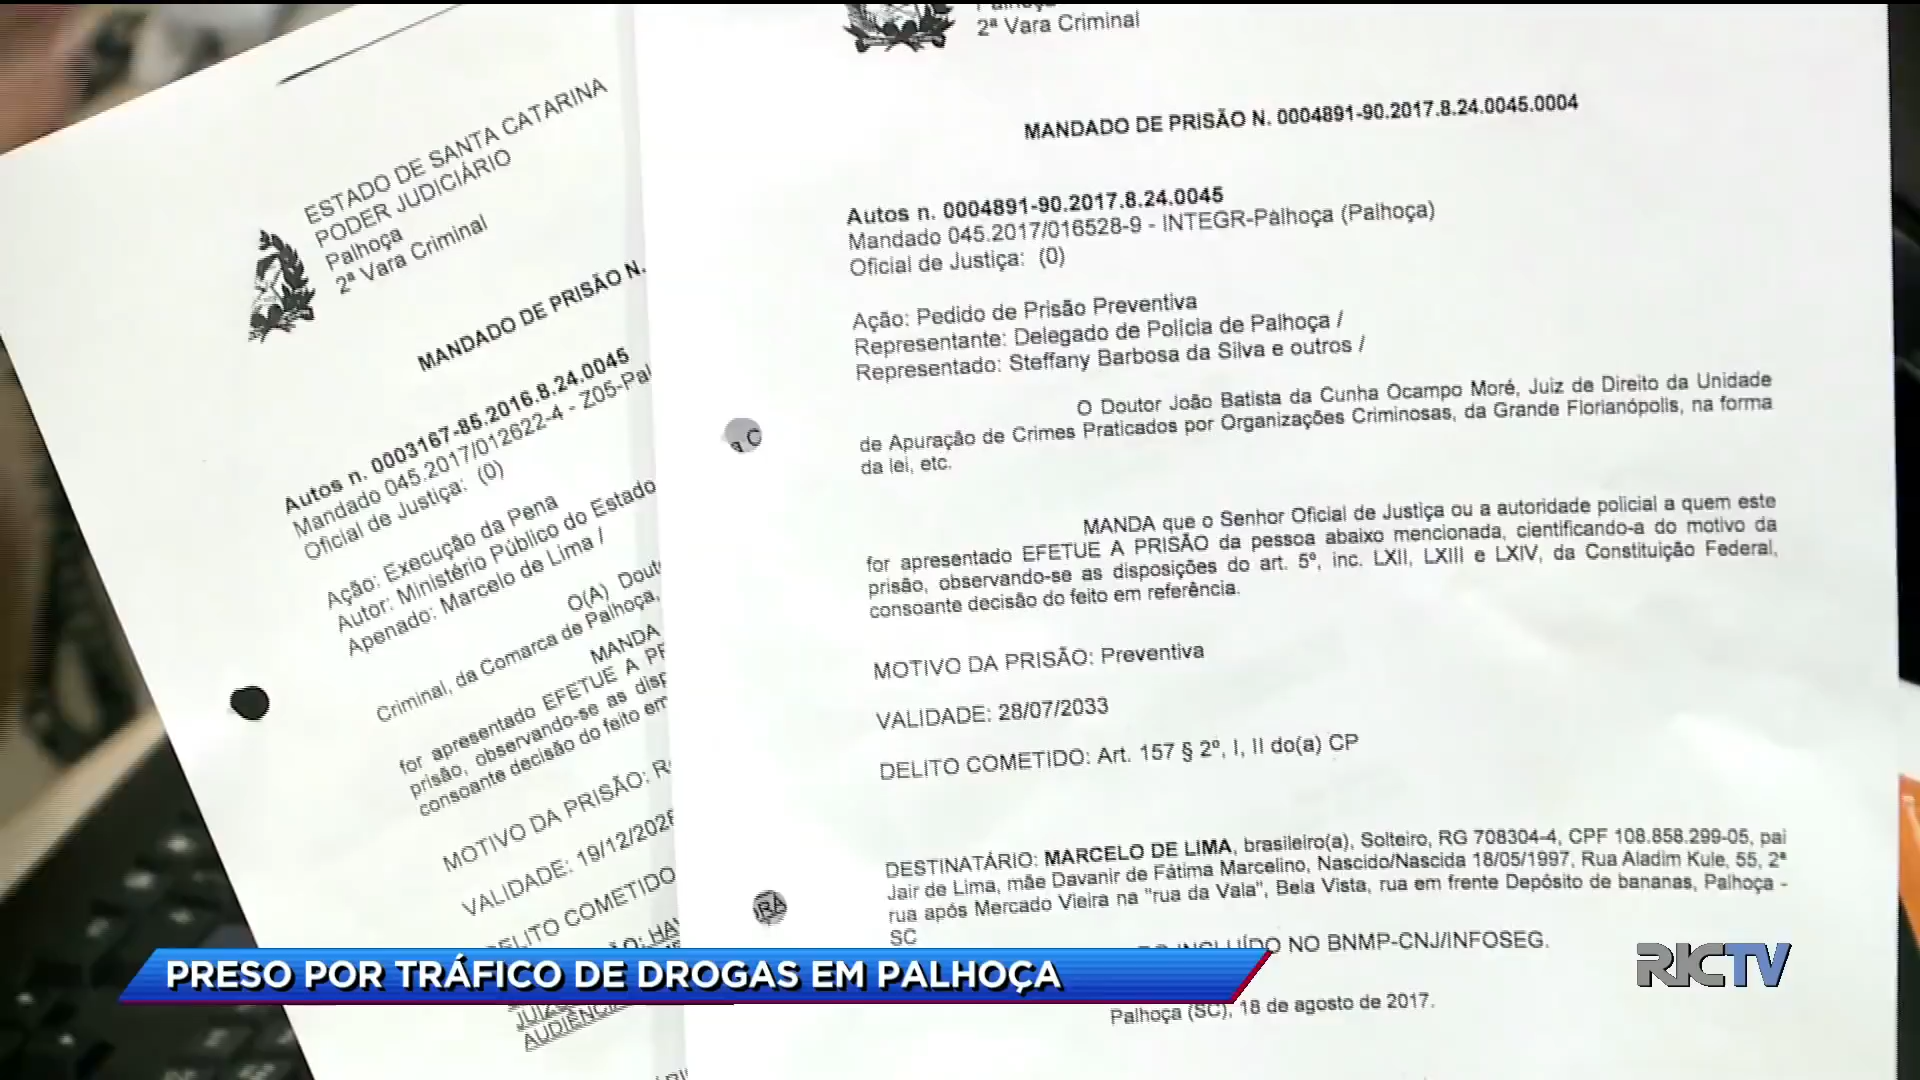 ESTADO DE SANTA CATARINA
PODER JUDICIÁRIO
Palhoça
2ª Vara Criminal
MANDADO DE PRISÃO N.
Autos n. 0003167-85.2016.8.24.0045
Mandado 045.2017/012622-4 - Z05-Pal
Oficial de Justiça: (0)
Ação: Execução da Pena
Autor: Ministério Público do Estado
Apenado: Marcelo de Lima /
O(A) Dout
Criminal, da Comarca de Palhoça,
MANDA
for apresentado EFETUE A PR
prisão, observando-se as disp
consoante decisão do feito em
MOTIVO DA PRISÃO:
VALIDADE: 19/12/2026
DELITO COMETIDO
2ª Vara Criminal
MANDADO DE PRISÃO N. 0004891-90.2017.8.24.0045.0004
Autos n. 0004891-90.2017.8.24.0045
Mandado 045.2017/016528-9 - INTEGR-Palhoça (Palhoça)
Oficial de Justiça: (0)
Ação: Pedido de Prisão Preventiva
Representante: Delegado de Polícia de Palhoça /
Representado: Steffany Barbosa da Silva e outros /
O Doutor João Batista da Cunha Ocampo Moré, Juiz de Direito da Unidade
de Apuração de Crimes Praticados por Organizações Criminosas, da Grande Florianópolis, na forma
da lei, etc.
MANDA que o Senhor Oficial de Justiça ou a autoridade policial a quem este
for apresentado EFETUE A PRISÃO da pessoa abaixo mencionada, cientificando-a do motivo da
prisão, observando-se as disposições do art. 5º, inc. LXII, LXIII e LXIV, da Constituição Federal,
consoante decisão do feito em referência.
MOTIVO DA PRISÃO: Preventiva
VALIDADE: 28/07/2033
DELITO COMETIDO: Art. 157 § 2º, I, II do(a) CP
DESTINATÁRIO: MARCELO DE LIMA, brasileiro(a), Solteiro, RG 708304-4, CPF 108.858.299-05, pai
Jair de Lima, mãe Davanir de Fátima Marcelino, Nascido/Nascida 18/05/1997, Rua Aladim Kule, 55, 2ª
rua após Mercado Vieira na "rua da Vala", Bela Vista, rua em frente Depósito de bananas, Palhoça -
SC
INCLUÍDO NO BNMP-CNJ/INFOSEG.
Palhoça (SC), 18 de agosto de 2017.
PRESO POR TRÁFICO DE DROGAS EM PALHOÇA
RICTV